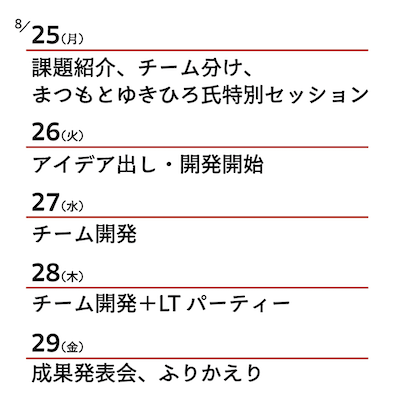 8/25(月)
課題紹介、チーム分け、
まつもとゆきひろ氏特別セッション
26(火)
アイデア出し・開発開始
27(水)
チーム開発
28(木)
チーム開発+LTパーティー
29(金)
成果発表会、ふりかえり